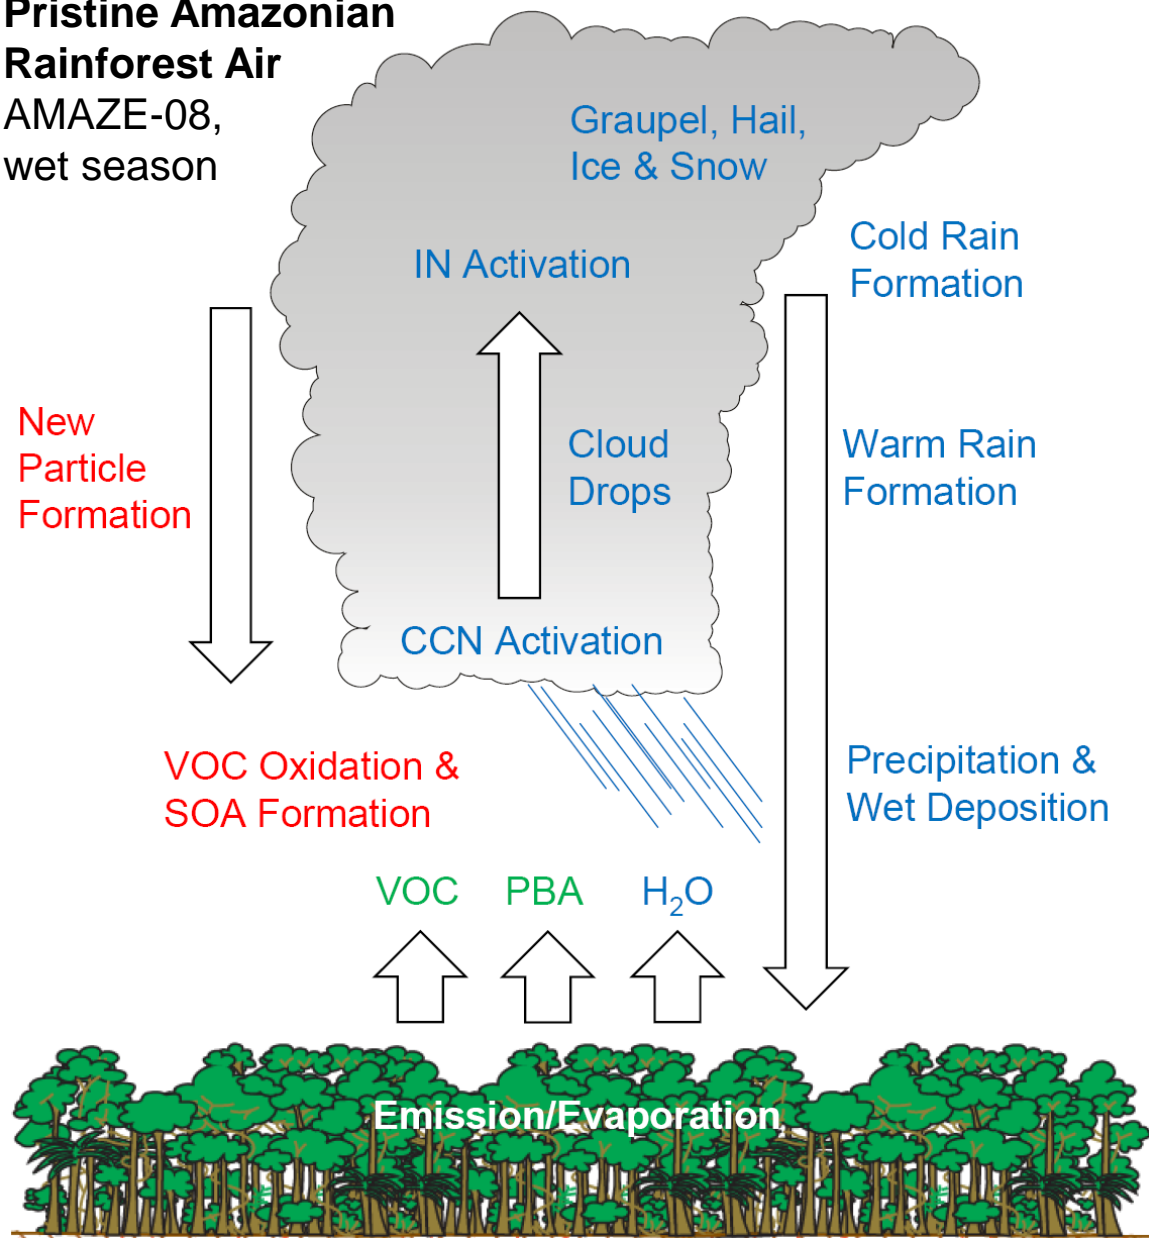 Pristine Amazonian
Rainforest Air
AMAZE-08,
wet season
Graupel, Hail,
Ice & Snow
Cold Rain
Formation
IN Activation
New
Particle
Formation
Cloud
Drops
Warm Rain
Formation
CCN Activation
VOC Oxidation &
SOA Formation
Precipitation &
Wet Deposition
VOC PBA H₂O
Emission/Evaporation